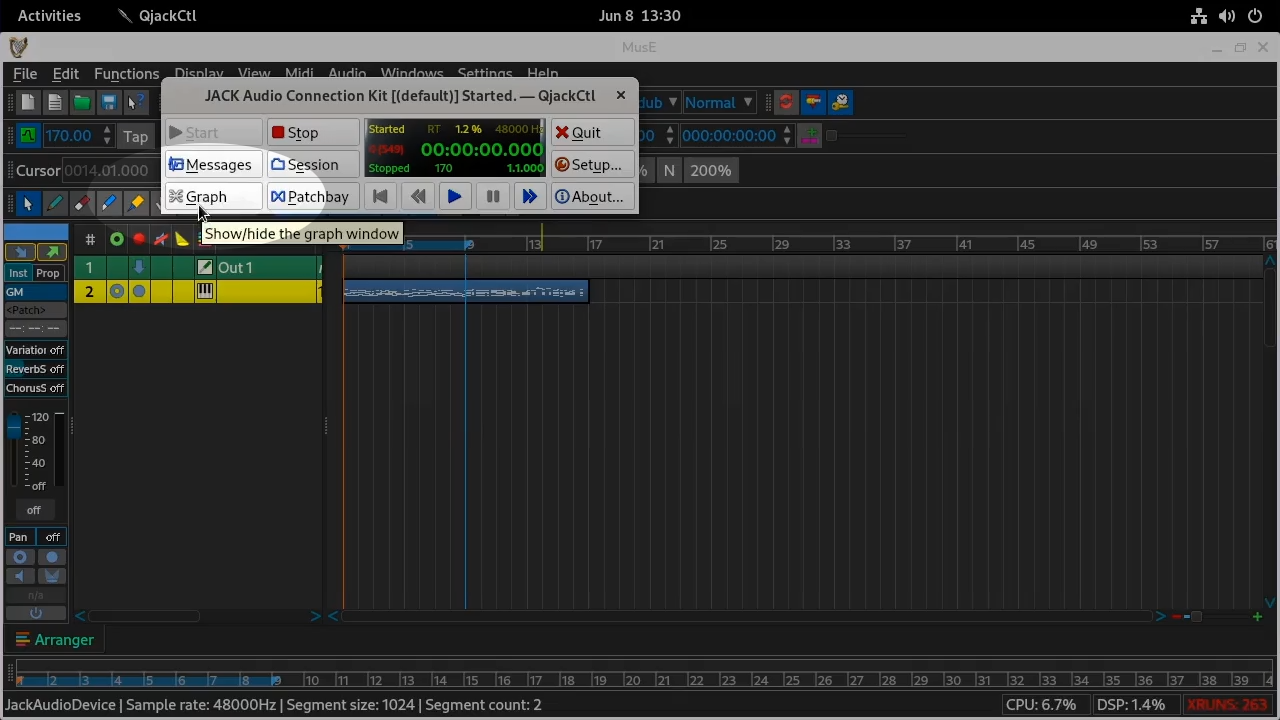 Activities QjackCtl Jun 8 13:30
MusE
File Edit Functions Display View Midi Audio Windows Settings Help
JACK Audio Connection Kit [(default)] Started. — QjackCtl
Normal
170.00 Tap
000:00:00:00
Start Stop Quit
Started RT 1.2 % 48000 Hz
00:00:00.000
Stopped 170 1.1.000
Messages Session Setup...
Graph Patchbay About...
Cursor 0014.01.000 N 200%
Show/hide the graph window
# 5 9 13 17 21 25 29 33 37 41 45 49 53 57 61
1 Out 1
2
Inst Prop
GM
<Patch>
--: --: --
Variation off
ReverbS off
ChorusS off
120
80
40
off
off
Pan off
n/a
Arranger
2 3 4 5 6 7 8 9 10 11 12 13 14 15 16 17 18 19 20 21 22 23 24 25 26 27 28 29 30 31 32 33 34 35 36 37 38 39 4
JackAudioDevice | Sample rate: 48000Hz | Segment size: 1024 | Segment count: 2 CPU: 6.7% DSP: 1.4% XRUNS: 263